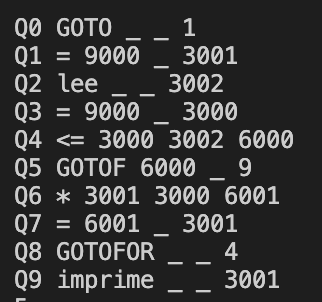 Q0 GOTO _ _ 1
Q1 = 9000 _ 3001
Q2 lee _ _ 3002
Q3 = 9000 _ 3000
Q4 <= 3000 3002 6000
Q5 GOTOF 6000 _ 9
Q6 * 3001 3000 6001
Q7 = 6001 _ 3001
Q8 GOTOFOR _ _ 4
Q9 imprime _ _ 3001